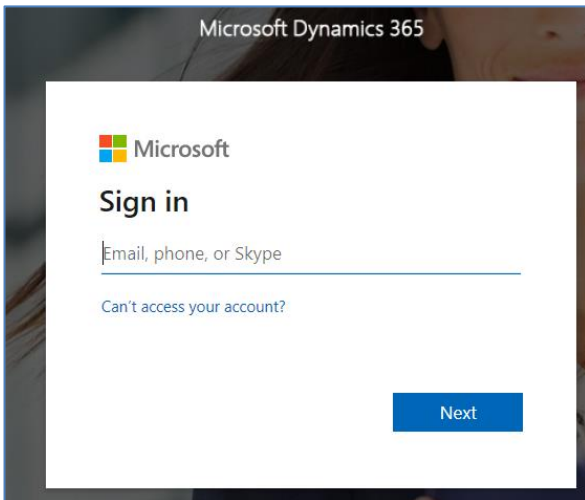 Microsoft Dynamics 365
Microsoft
Sign in
Email, phone, or Skype
Can't access your account?
Next